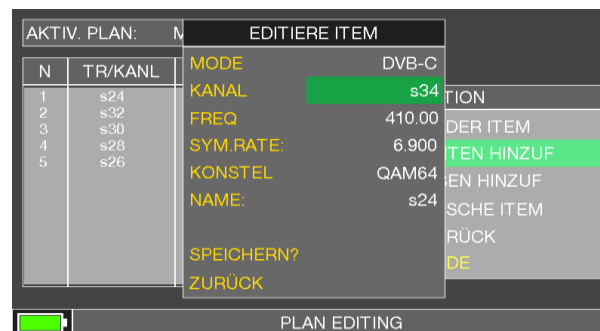 AKTIV. PLAN: M
N TR/KANL
1 s24
2 s32
3 s30
4 s28
5 s26
EDITIERE ITEM
MODE DVB-C
KANAL s34
FREQ 410.00
SYM.RATE: 6.900
KONSTEL QAM64
NAME: s24
SPEICHERN?
ZURÜCK
TION
DER ITEM
TEN HINZUF
EN HINZUF
SCHE ITEM
RÜCK
DE
PLAN EDITING